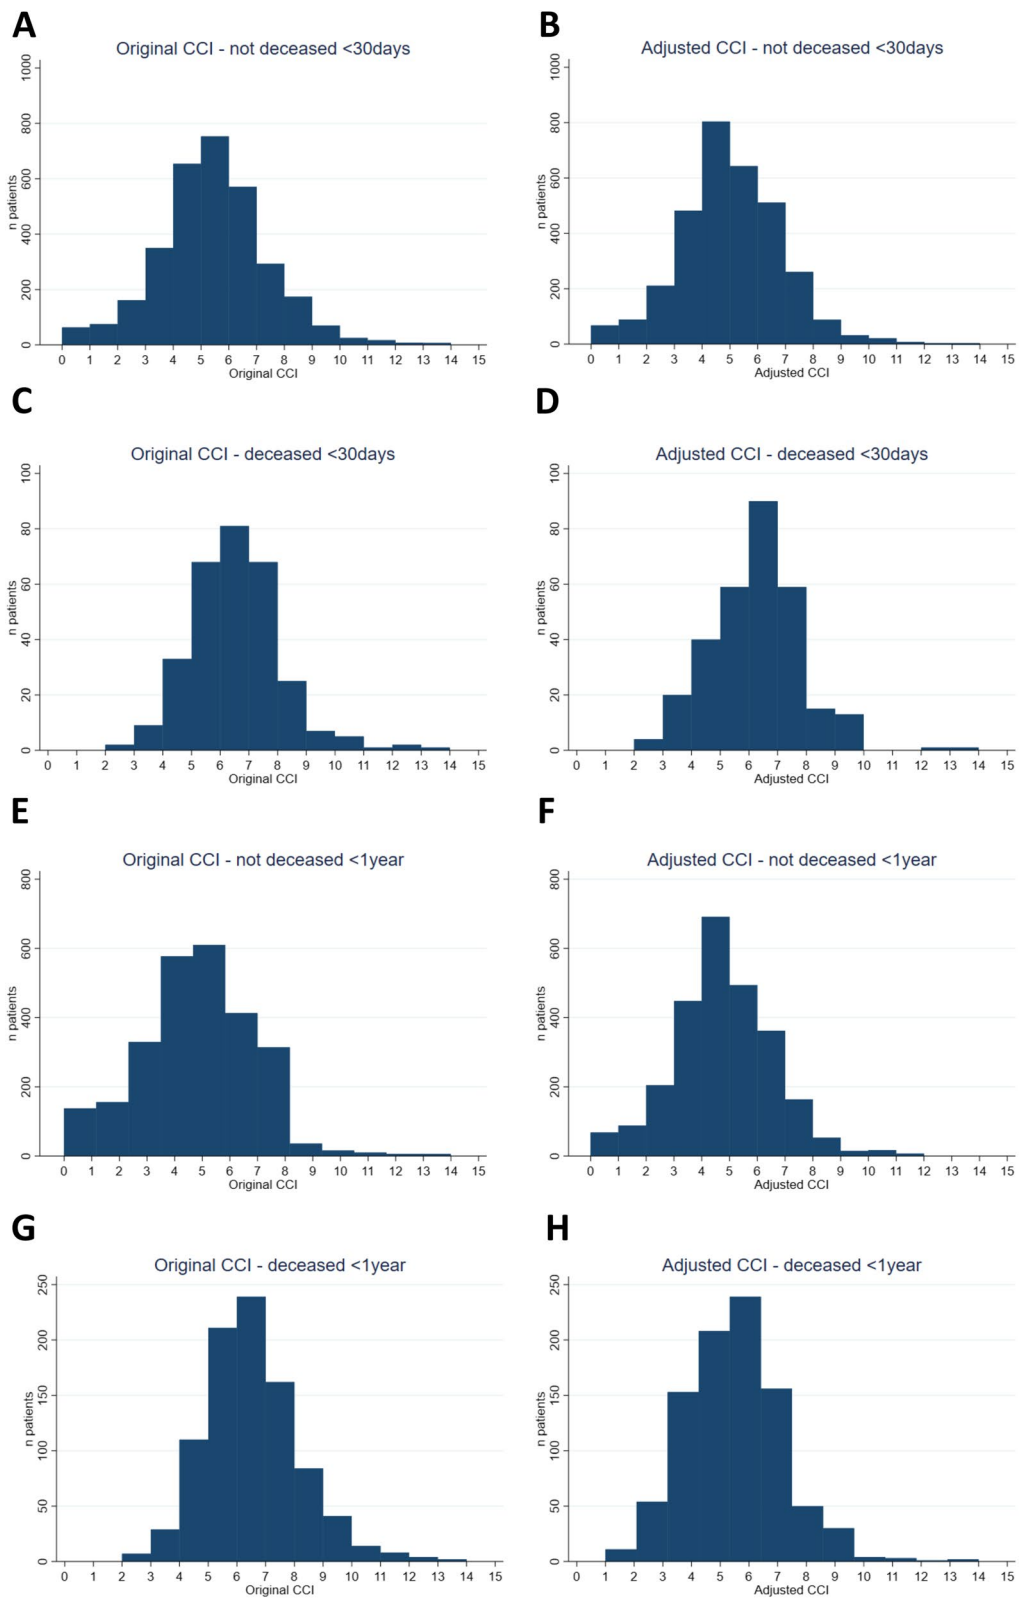 A
Original CCI - not deceased <30days
n patients
0 200 400 600 800 1000
0 1 2 3 4 5 6 7 8 9 10 11 12 13 14 15
Original CCI
B
Adjusted CCI - not deceased <30days
n patients
0 200 400 600 800 1000
0 1 2 3 4 5 6 7 8 9 10 11 12 13 14 15
Adjusted CCI
C
Original CCI - deceased <30days
n patients
0 20 40 60 80 100
0 1 2 3 4 5 6 7 8 9 10 11 12 13 14 15
Original CCI
D
Adjusted CCI - deceased <30days
n patients
0 20 40 60 80 100
0 1 2 3 4 5 6 7 8 9 10 11 12 13 14 15
Adjusted CCI
E
Original CCI - not deceased <1year
n patients
0 200 400 600 800
0 1 2 3 4 5 6 7 8 9 10 11 12 13 14 15
Original CCI
F
Adjusted CCI - not deceased <1year
n patients
0 200 400 600 800
0 1 2 3 4 5 6 7 8 9 10 11 12 13 14 15
Adjusted CCI
G
Original CCI - deceased <1year
n patients
0 50 100 150 200 250
0 1 2 3 4 5 6 7 8 9 10 11 12 13 14 15
Original CCI
H
Adjusted CCI - deceased <1year
n patients
0 50 100 150 200 250
0 1 2 3 4 5 6 7 8 9 10 11 12 13 14 15
Adjusted CCI